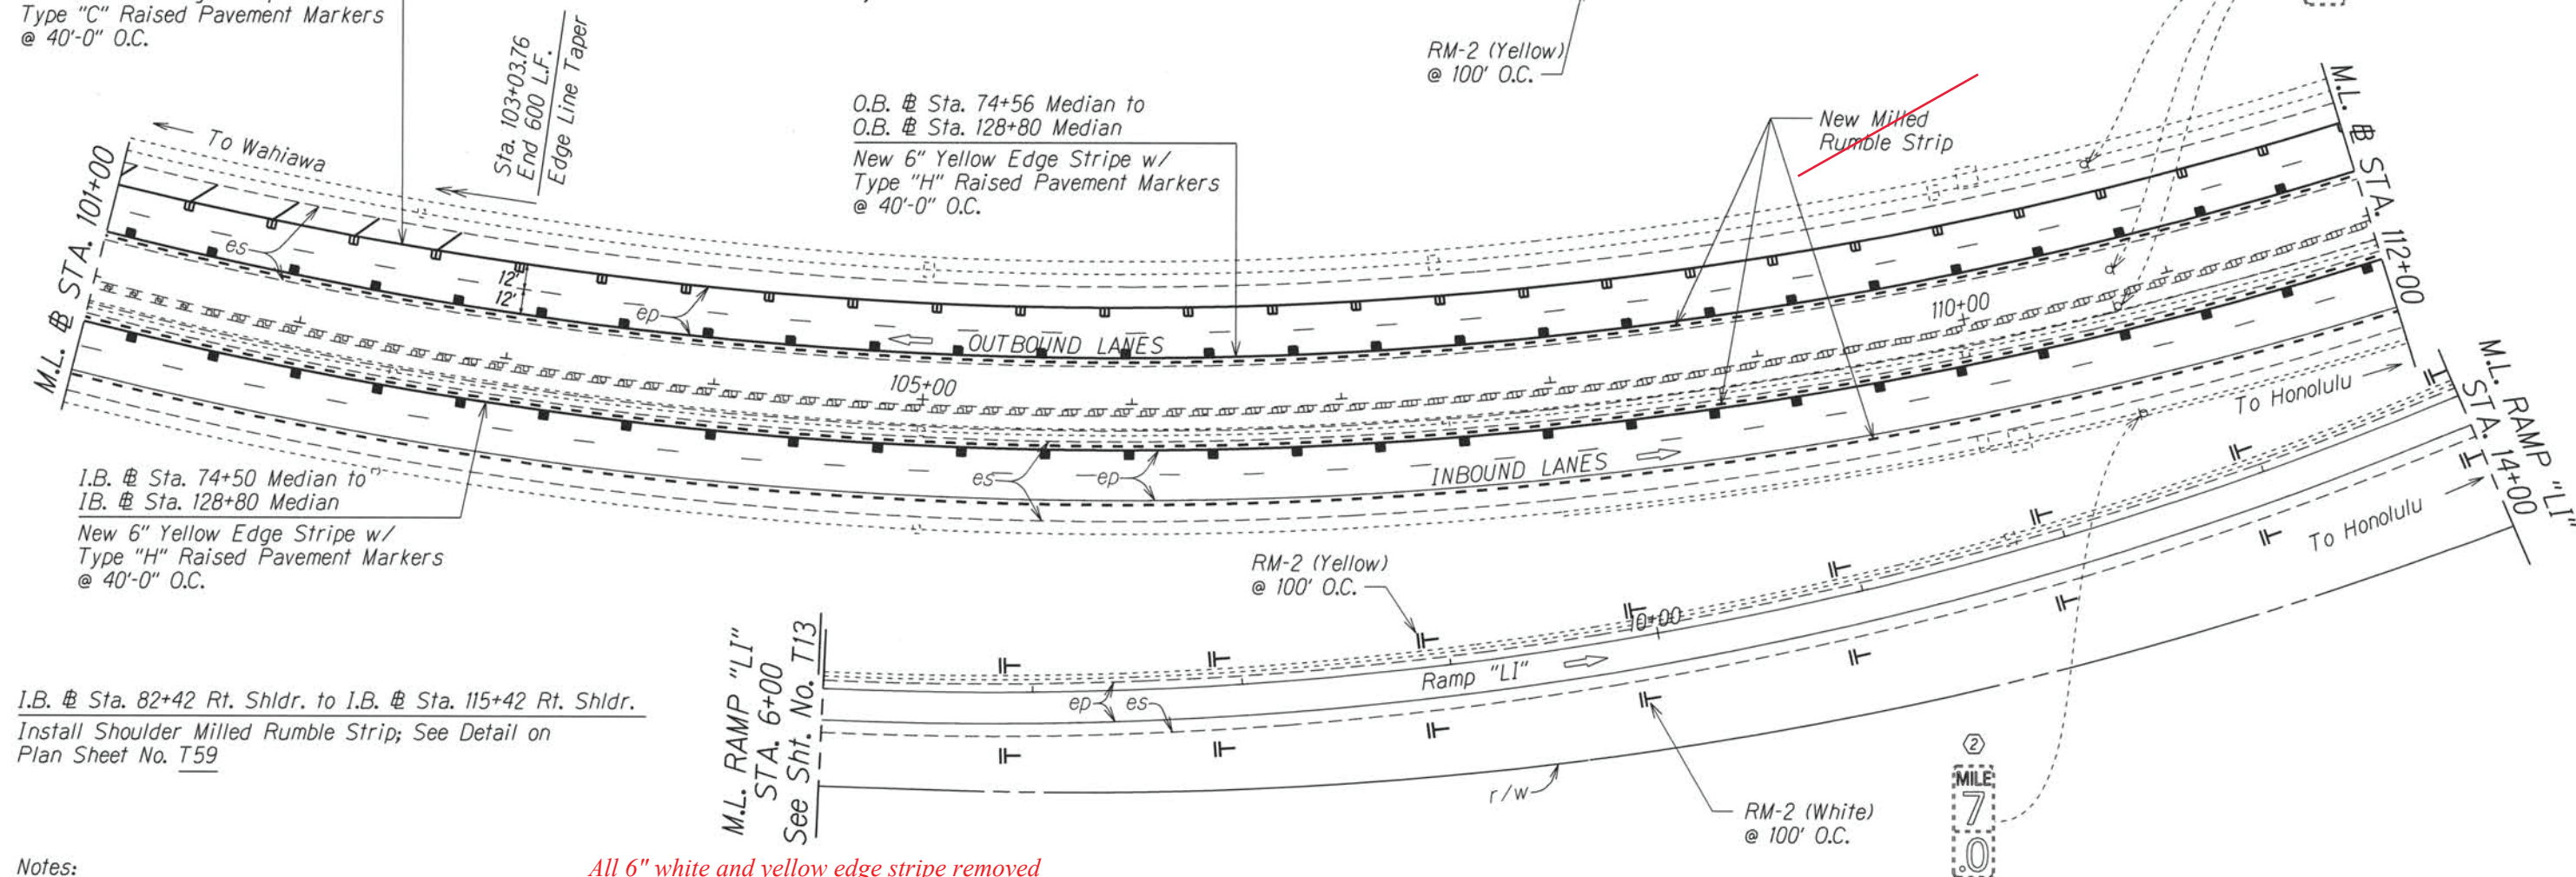 Type "C" Raised Pavement Markers
@ 40'-0" O.C.
Sta. 103+03.76
End 600 L.F.
Edge Line Taper
RM-2 (Yellow)
@ 100' O.C.
To Wahiawa
O.B. ⅊ Sta. 74+56 Median to
O.B. ⅊ Sta. 128+80 Median
New 6" Yellow Edge Stripe w/
Type "H" Raised Pavement Markers
@ 40'-0" O.C.
New Milled
Rumble Strip
M.L. ⅊ STA. 101+00
M.L. ⅊ STA. 112+00
es
12'
12'
ep
OUTBOUND LANES
105+00
110+00
To Honolulu
es
ep
INBOUND LANES
M.L. RAMP "LI"
STA. 14+00
To Honolulu
I.B. ⅊ Sta. 74+50 Median to
IB. ⅊ Sta. 128+80 Median
New 6" Yellow Edge Stripe w/
Type "H" Raised Pavement Markers
@ 40'-0" O.C.
RM-2 (Yellow)
@ 100' O.C.
10+00
Ramp "LI"
ep
es
M.L. RAMP "LI"
STA. 6+00
See Sht. No. T13
I.B. ⅊ Sta. 82+42 Rt. Shldr. to I.B. ⅊ Sta. 115+42 Rt. Shldr.
Install Shoulder Milled Rumble Strip; See Detail on
Plan Sheet No. T59
r/w
RM-2 (White)
@ 100' O.C.
2
MILE
7
.0
Notes:
All 6" white and yellow edge stripe removed